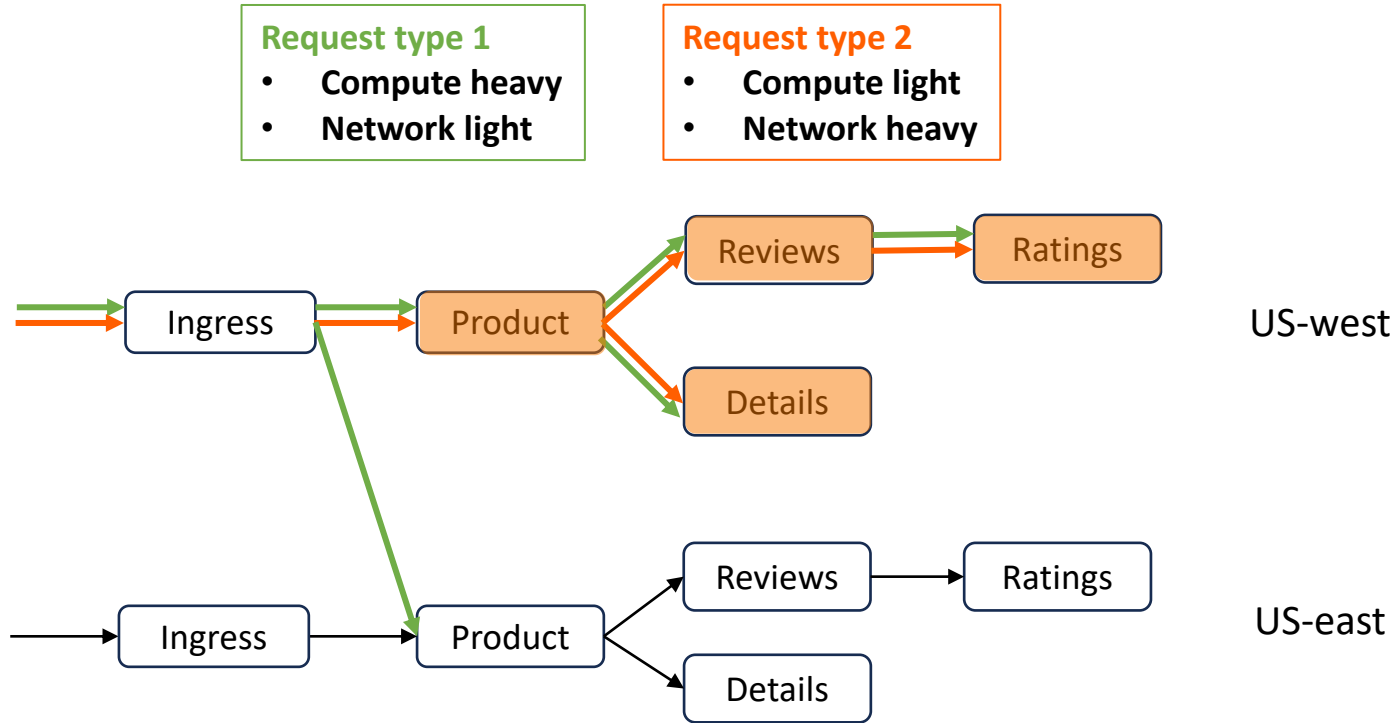 Request type 1
• Compute heavy
• Network light
Request type 2
• Compute light
• Network heavy
Reviews
Ratings
Ingress
Product
US-west
Details
Reviews
Ratings
Ingress
Product
US-east
Details